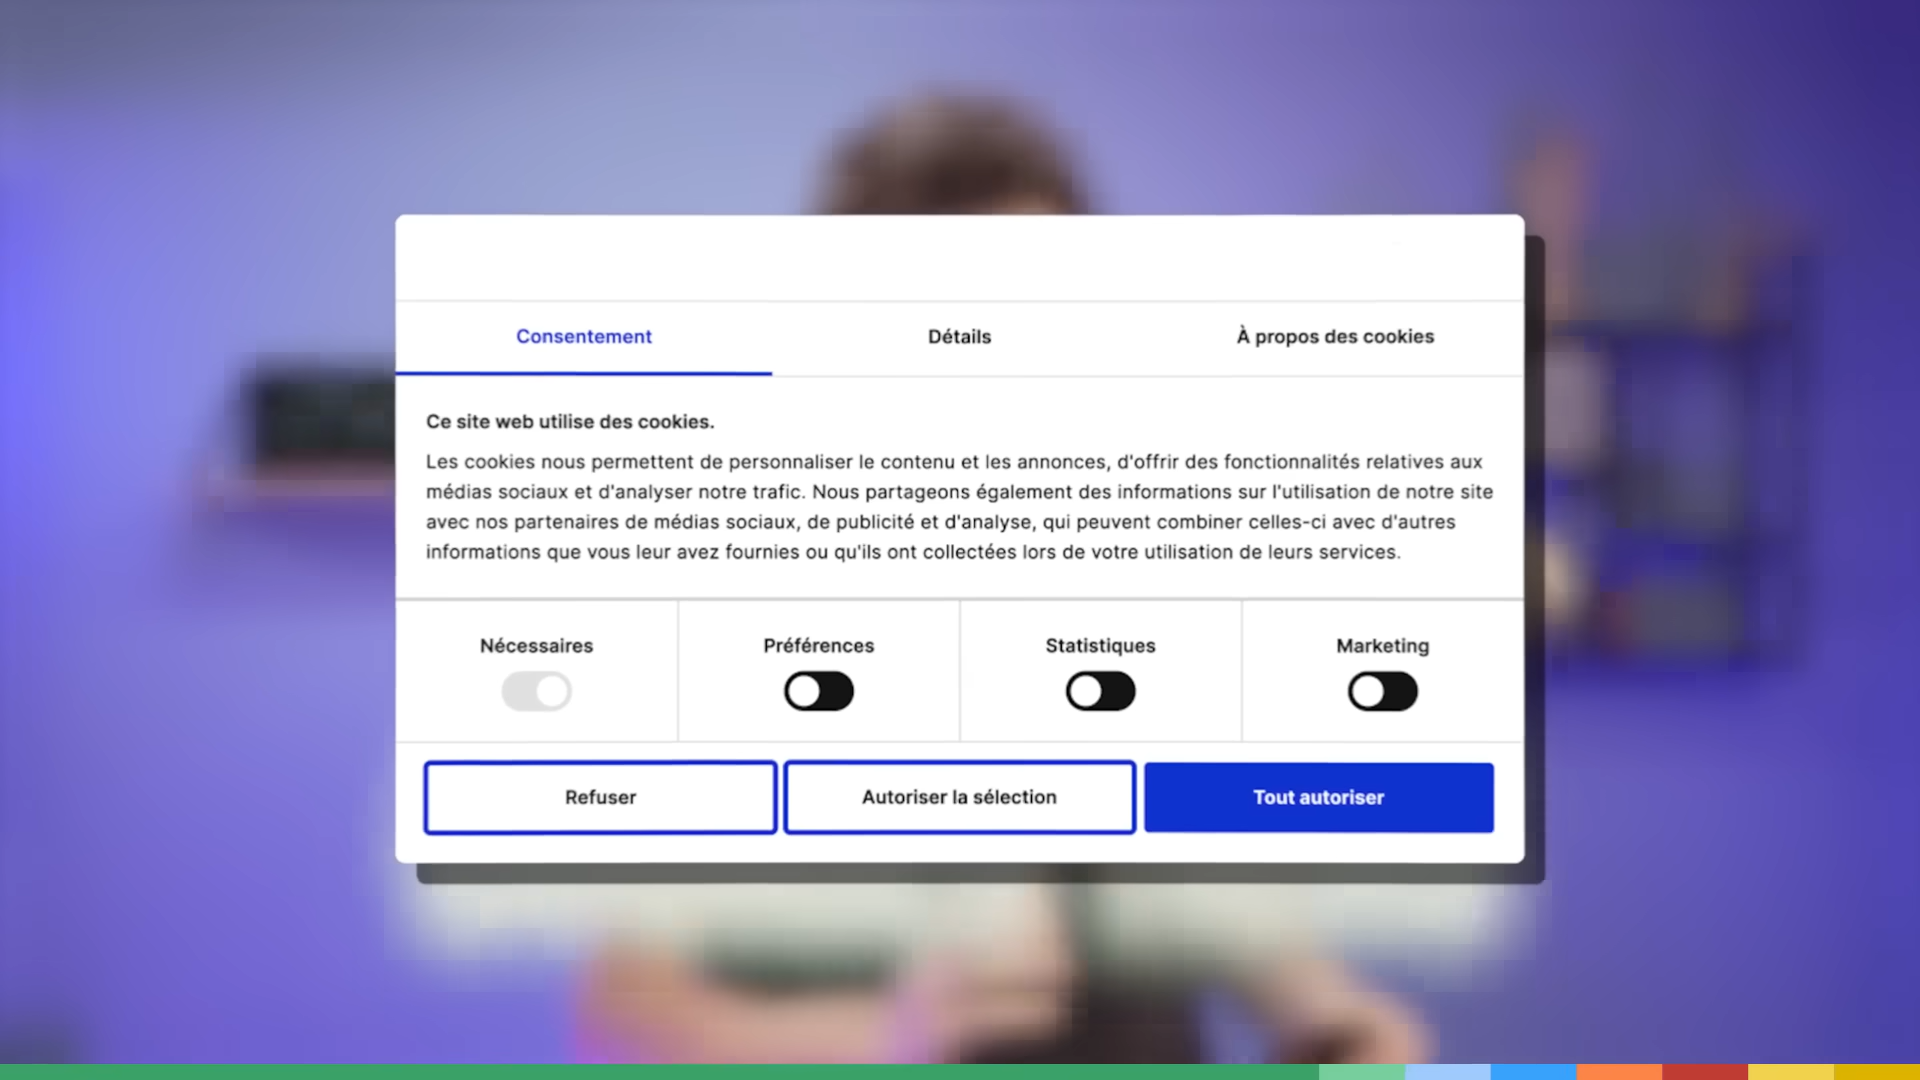 Consentement
Détails
À propos des cookies
Ce site web utilise des cookies.
Les cookies nous permettent de personnaliser le contenu et les annonces, d'offrir des fonctionnalités relatives aux
médias sociaux et d'analyser notre trafic. Nous partageons également des informations sur l'utilisation de notre site
avec nos partenaires de médias sociaux, de publicité et d'analyse, qui peuvent combiner celles-ci avec d'autres
informations que vous leur avez fournies ou qu'ils ont collectées lors de votre utilisation de leurs services.
Nécessaires
Préférences
Statistiques
Marketing
Refuser
Autoriser la sélection
Tout autoriser